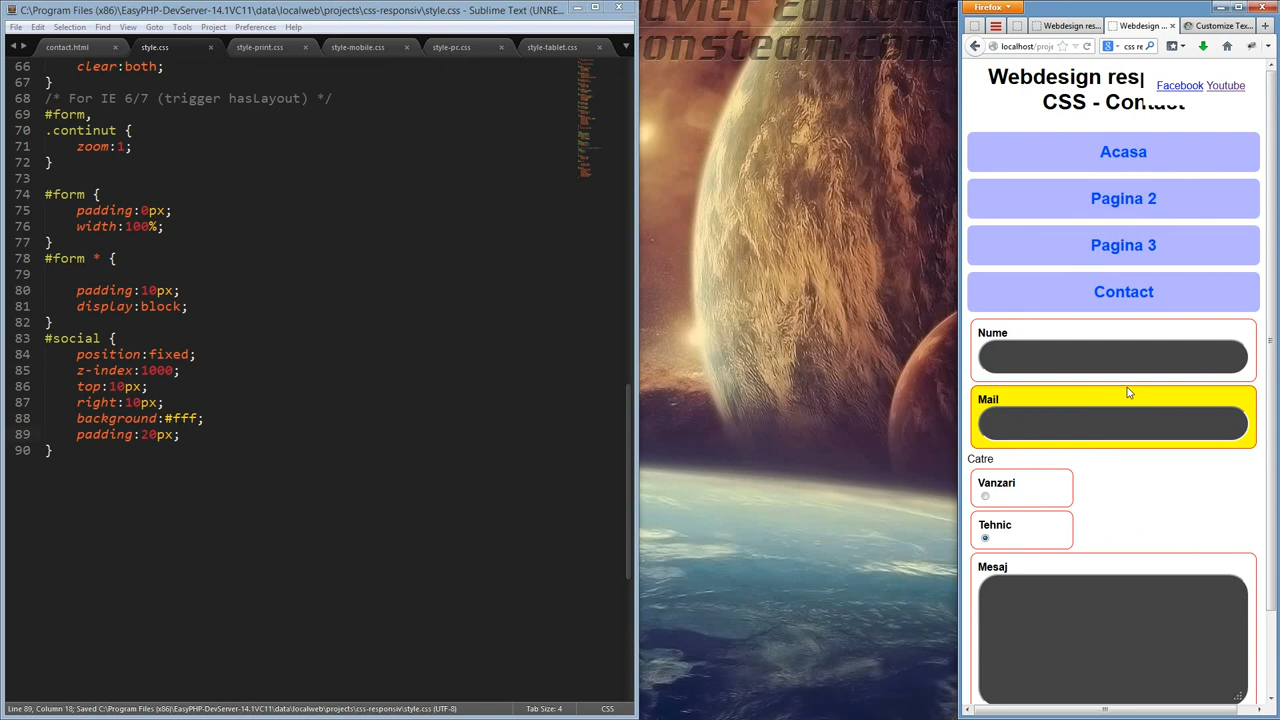 C:\Program Files (x86)\EasyPHP-DevServer-14.1VC11\data\localweb\projects\css-responsiv\style.css - Sublime Text (UNRE...
File Edit Selection Find View Goto Tools Project Preferences Help
contact.html style.css style-print.css style-mobile.css style-pc.css style-tablet.css
66 clear:both;
67 }
68 /* For IE 6/7 (trigger hasLayout) */
69 #form,
70 .continut {
71 zoom:1;
72 }
73
74 #form {
75 padding:0px;
76 width:100%;
77 }
78 #form * {
79
80 padding:10px;
81 display:block;
82 }
83 #social {
84 position:fixed;
85 z-index:1000;
86 top:10px;
87 right:10px;
88 background:#fff;
89 padding:20px;
90 }
Line 89, Column 18; Saved C:\Program Files (x86)\EasyPHP-DevServer-14.1VC11\data\localweb\projects\css-responsiv\style.css (UTF-8) Tab Size: 4 CSS
Edition
onsteam.com
Firefox
Webdesign res... Webdesign ... Customize Tex...
localhost/proj css re
Webdesign resp
CSS - Contact
Facebook Youtube
Acasa
Pagina 2
Pagina 3
Contact
Nume
Mail
Catre
Vanzari
Tehnic
Mesaj